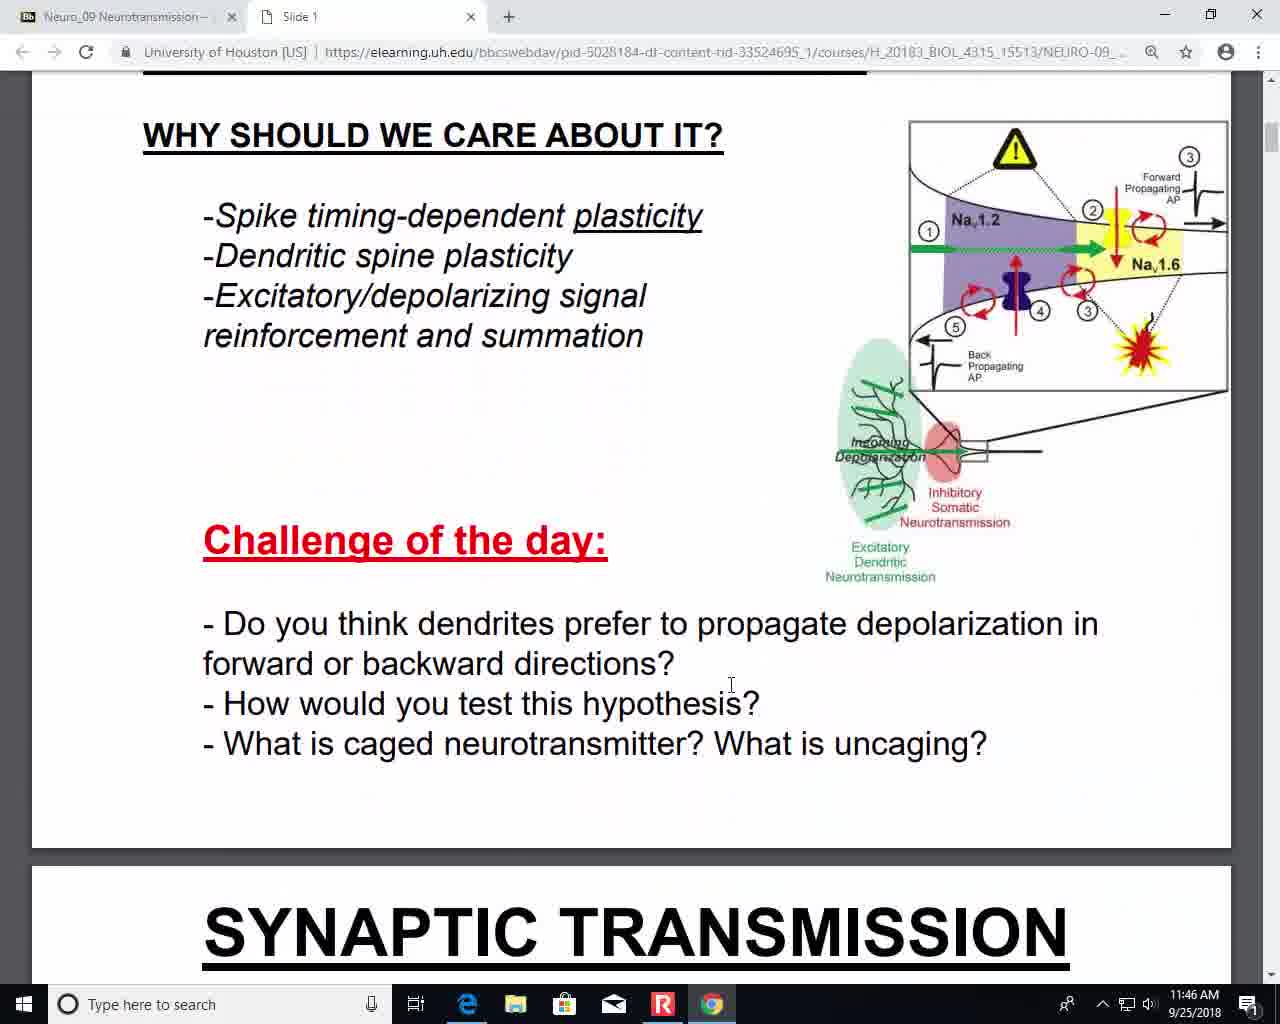 Neuro_09 Neurotransmission –
Slide 1
University of Houston [US]
https://elearning.uh.edu/bbcswebdav/pid-5028184-dt-content-rid-33524695_1/courses/H_20183_BIOL_4315_15513/NEURO-09_...
WHY SHOULD WE CARE ABOUT IT?
-Spike timing-dependent plasticity
-Dendritic spine plasticity
-Excitatory/depolarizing signal
reinforcement and summation
!
3
Forward
Propagating
AP
2
Nav1.2
1
Nav1.6
4
3
5
Back
Propagating
AP
Incoming
Depolarization
Inhibitory
Somatic
Neurotransmission
Excitatory
Dendritic
Neurotransmission
Challenge of the day:
- Do you think dendrites prefer to propagate depolarization in
forward or backward directions?
- How would you test this hypothesis?
- What is caged neurotransmitter? What is uncaging?
SYNAPTIC TRANSMISSION
Type here to search
11:46 AM
9/25/2018
1